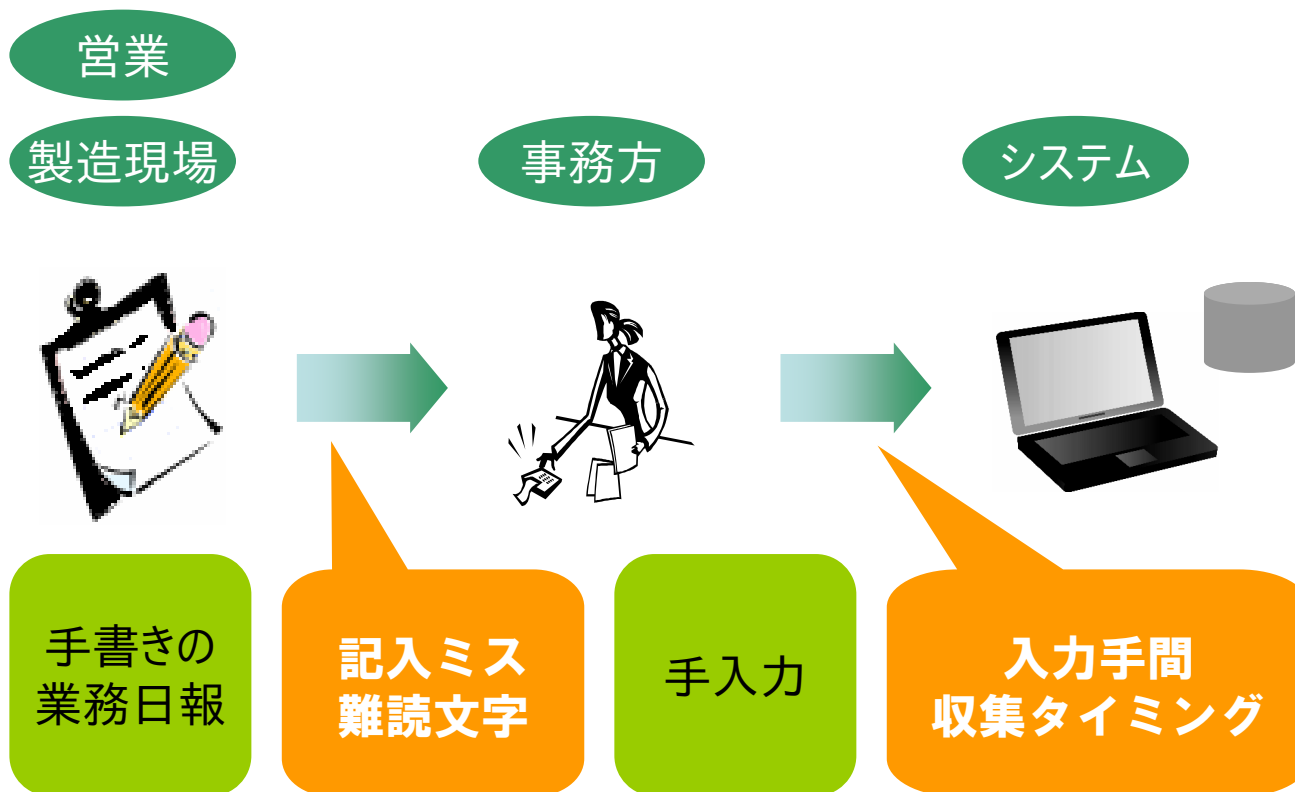 営業
製造現場
事務方
システム
手書きの
業務日報
記入ミス
難読文字
手入力
入力手間
収集タイミング